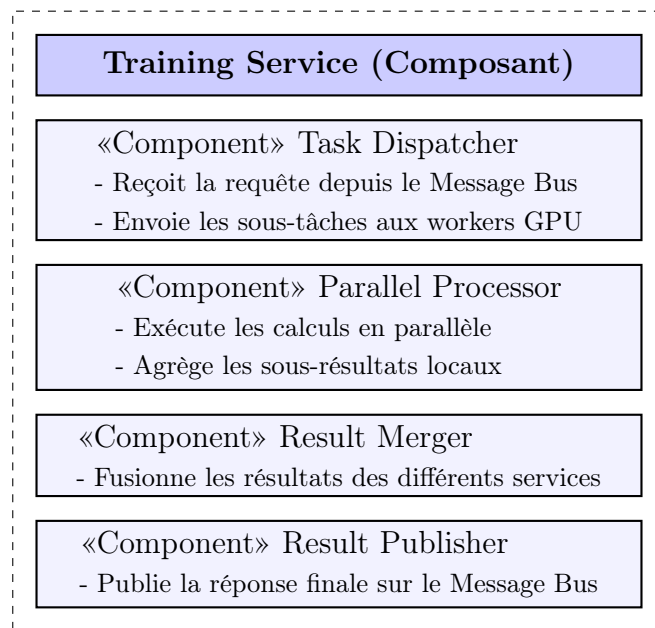 Training Service (Composant)
«Component» Task Dispatcher
- Reçoit la requête depuis le Message Bus
- Envoie les sous-tâches aux workers GPU
«Component» Parallel Processor
- Exécute les calculs en parallèle
- Agrège les sous-résultats locaux
«Component» Result Merger
- Fusionne les résultats des différents services
«Component» Result Publisher
- Publie la réponse finale sur le Message Bus